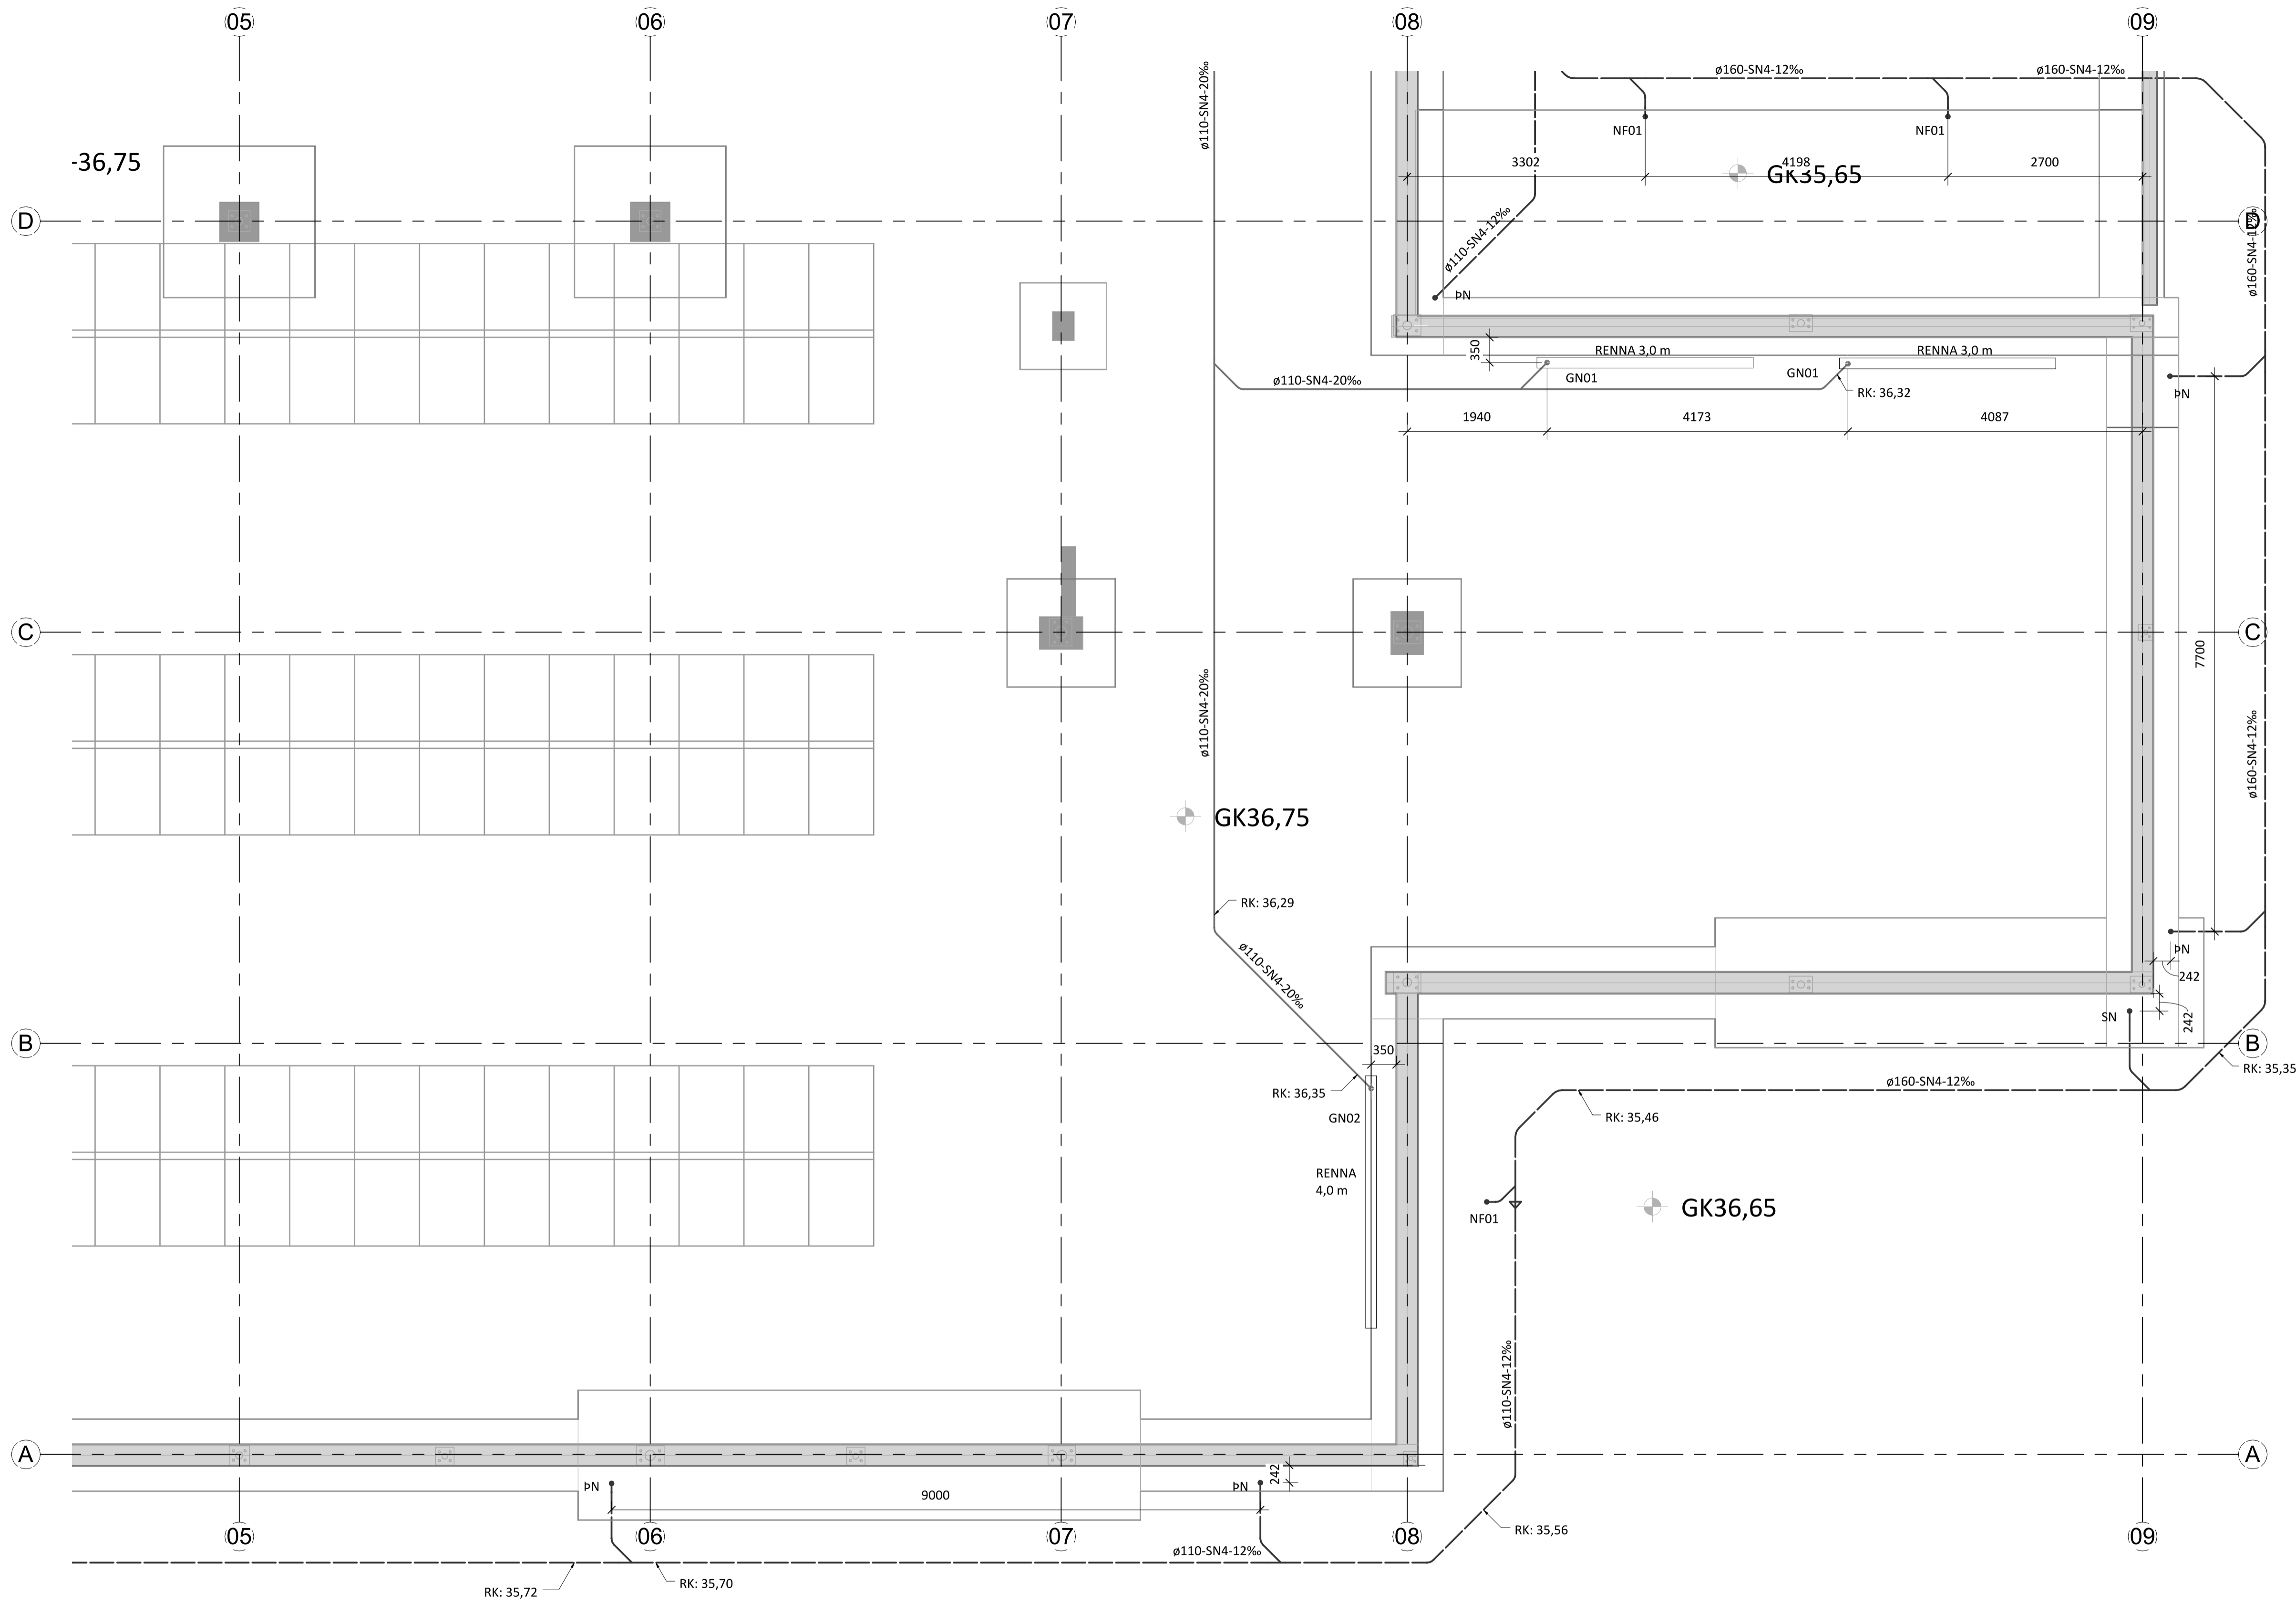 05
06
07
08
09
ø160-SN4-12‰
ø160-SN4-12‰
ø110-SN4-20‰
NF01
NF01
-36,75
3302
4198
2700
GK35,65
D
D
ø110-SN4-12‰
ø160-SN4-12‰
ÞN
350
RENNA 3,0 m
RENNA 3,0 m
ø110-SN4-20‰
GN01
GN01
RK: 36,32
ÞN
1940
4173
4087
C
C
7700
ø110-SN4-20‰
ø160-SN4-12‰
GK36,75
RK: 36,29
ø110-SN4-20‰
ÞN
242
SN
242
B
B
350
RK: 35,35
RK: 36,35
ø160-SN4-12‰
GN02
RK: 35,46
RENNA
4,0 m
NF01
GK36,65
ø110-SN4-12‰
A
A
ÞN
9000
ÞN
242
05
06
07
08
09
RK: 35,56
ø110-SN4-12‰
RK: 35,72
RK: 35,70